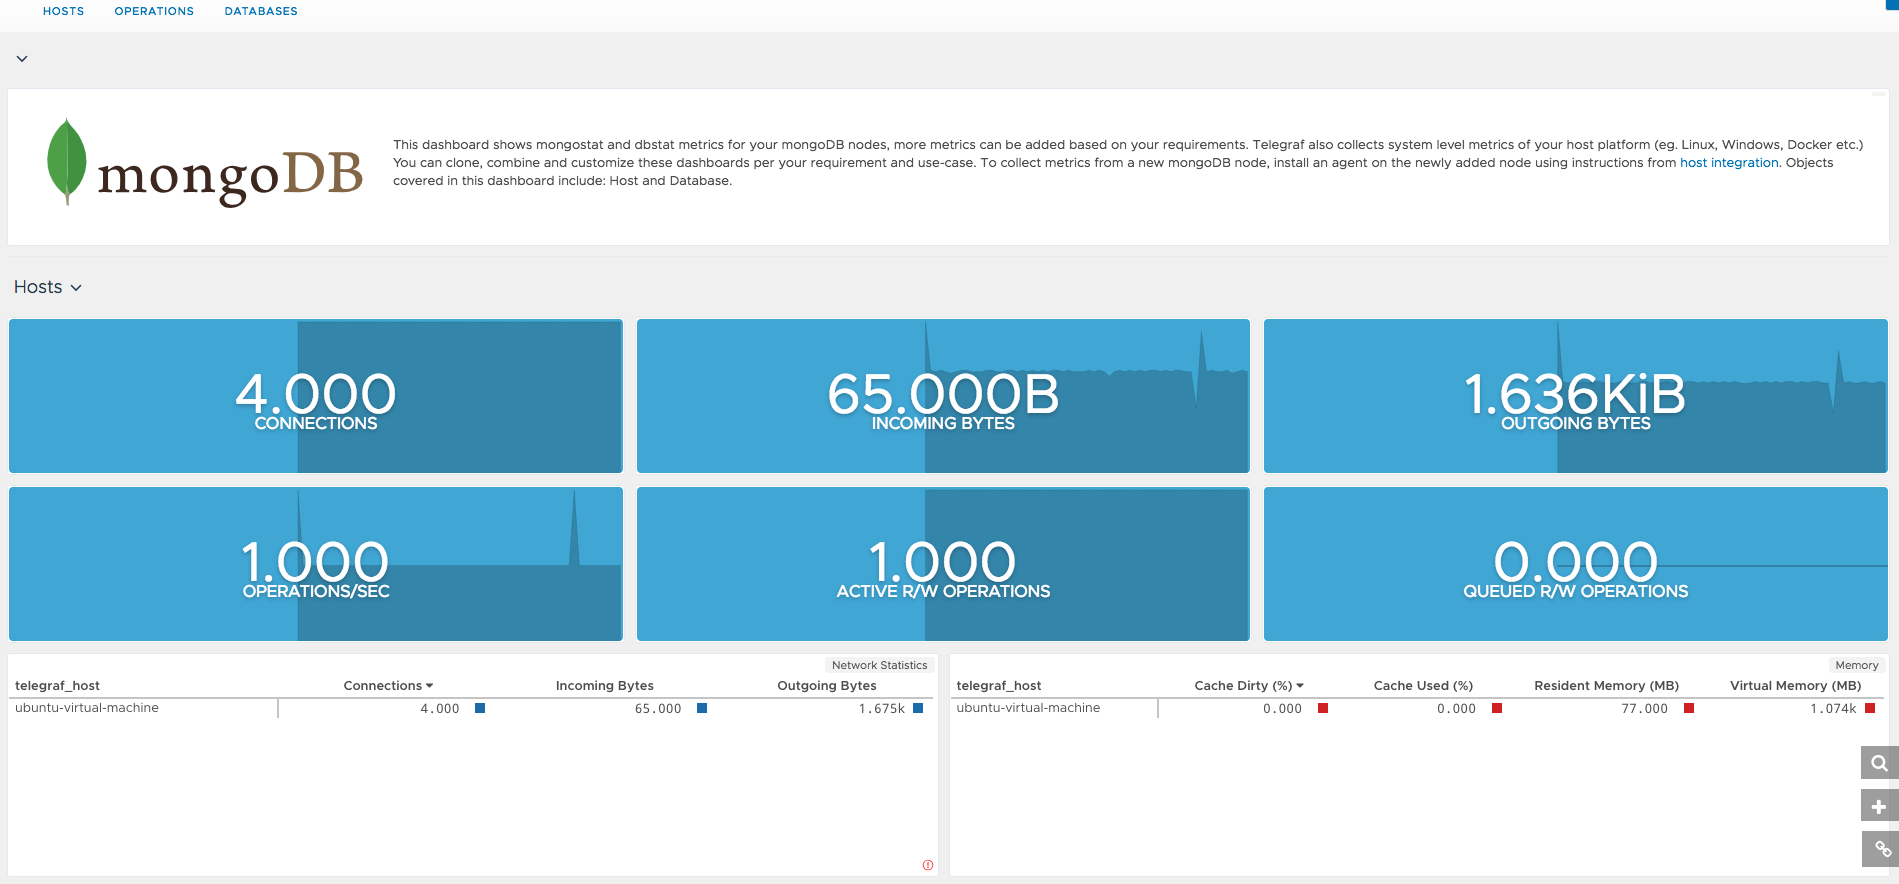 HOSTS OPERATIONS DATABASES
mongoDB
This dashboard shows mongostat and dbstat metrics for your mongoDB nodes, more metrics can be added based on your requirements. Telegraf also collects system level metrics of your host platform (eg. Linux, Windows, Docker etc.)
You can clone, combine and customize these dashboards per your requirement and use-case. To collect metrics from a new mongoDB node, install an agent on the newly added node using instructions from host integration. Objects
covered in this dashboard include: Host and Database.
Hosts
4.000
CONNECTIONS
65.000B
INCOMING BYTES
1.636KiB
OUTGOING BYTES
1.000
OPERATIONS/SEC
1.000
ACTIVE R/W OPERATIONS
0.000
QUEUED R/W OPERATIONS
Network Statistics
telegraf_host Connections Incoming Bytes Outgoing Bytes
ubuntu-virtual-machine 4.000 65.000 1.675k
Memory
telegraf_host Cache Dirty (%) Cache Used (%) Resident Memory (MB) Virtual Memory (MB)
ubuntu-virtual-machine 0.000 0.000 77.000 1.074k